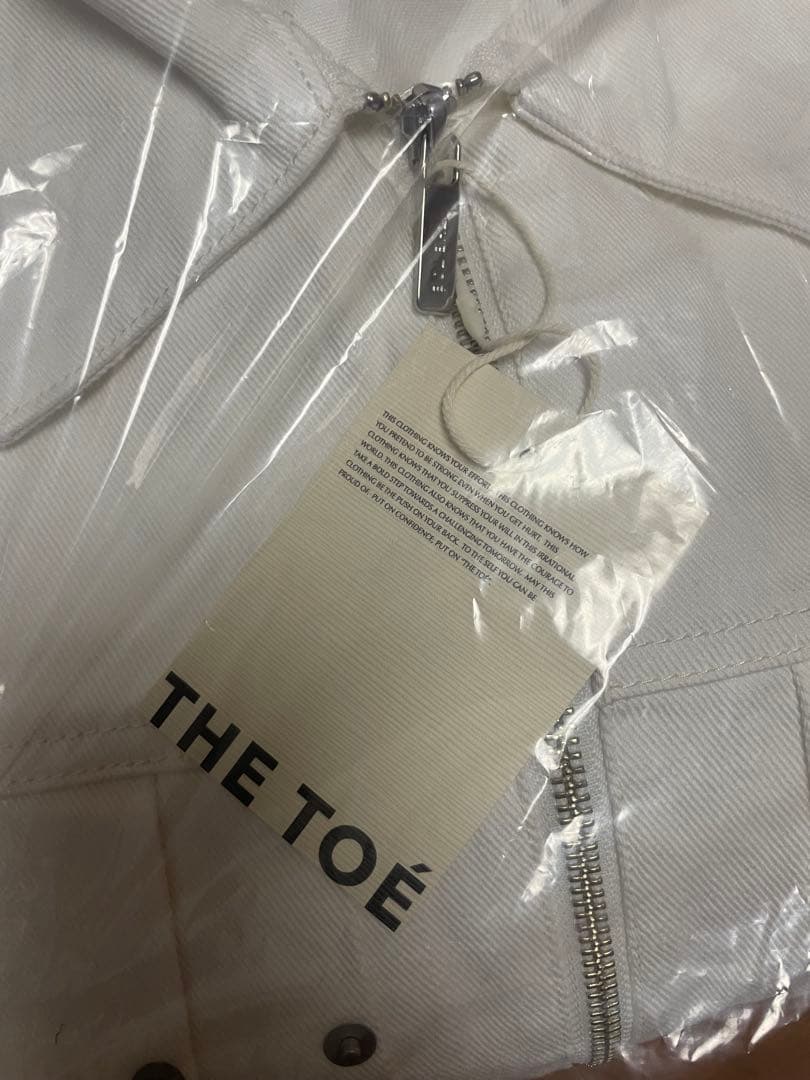 THIS CLOTHING KNOWS YOUR EFFORT. THIS CLOTHING KNOWS HOW
YOU PRETEND TO BE STRONG EVEN WHEN YOU GET HURT. THIS
CLOTHING KNOWS THAT YOU SUPPRESS YOUR WILL IN THIS IRRATIONAL
WORLD. THIS CLOTHING ALSO KNOWS THAT YOU HAVE THE COURAGE TO
TAKE A BOLD STEP TOWARDS A CHALLENGING TOMORROW. MAY THIS
CLOTHING BE THE PUSH ON YOUR BACK. TO THE SELF YOU CAN BE
PROUD OF. PUT ON CONFIDENCE, PUT ON "THE TOÉ"
THE TOÉ